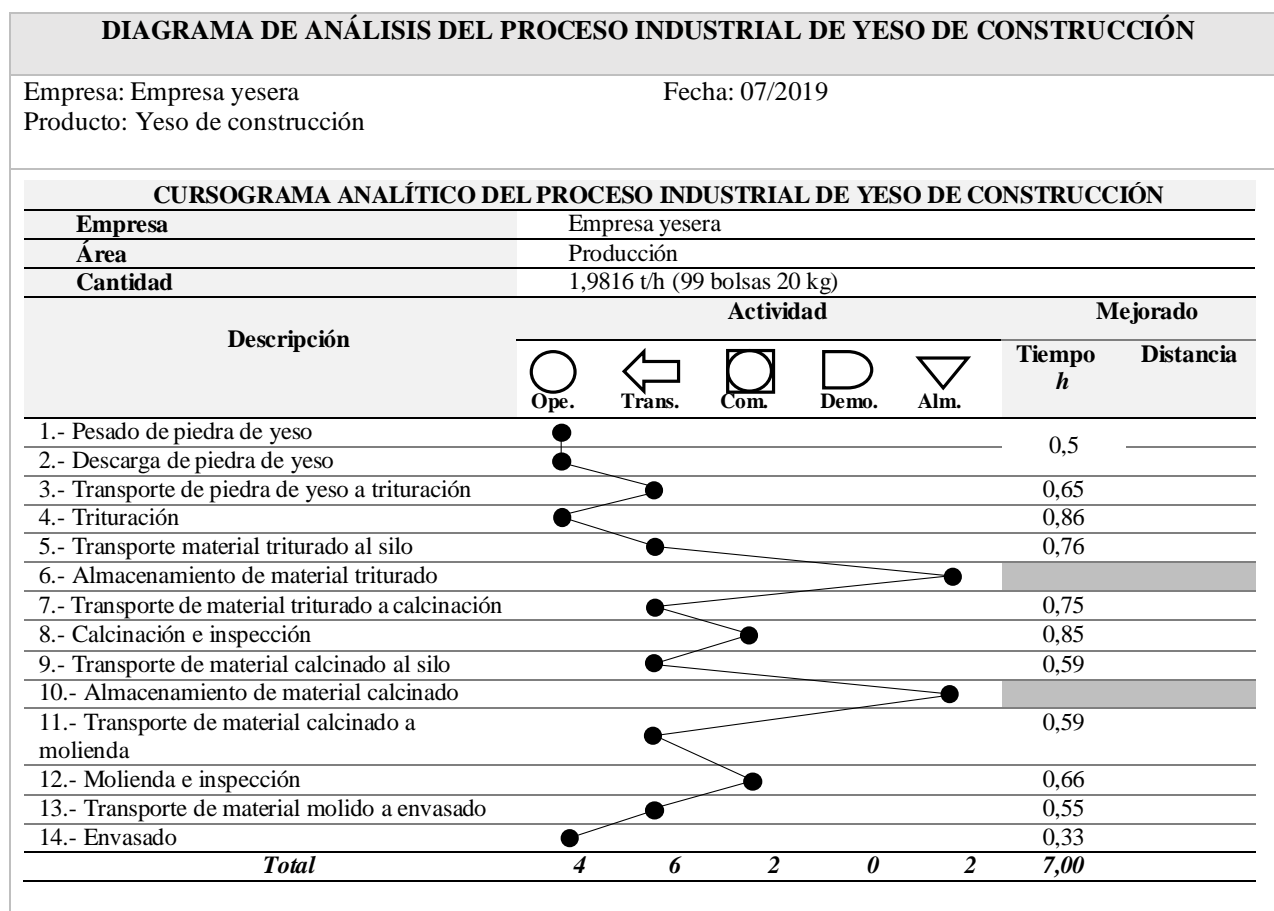 DIAGRAMA DE ANÁLISIS DEL PROCESO INDUSTRIAL DE YESO DE CONSTRUCCIÓN
Empresa: Empresa yesera Fecha: 07/2019
Producto: Yeso de construcción
CURSOGRAMA ANALÍTICO DEL PROCESO INDUSTRIAL DE YESO DE CONSTRUCCIÓN
Empresa Empresa yesera
Área Producción
Cantidad 1,9816 t/h (99 bolsas 20 kg)
Descripción Actividad Mejorado
Ope. Trans. Com. Demo. Alm. Tiempo h Distancia
1.- Pesado de piedra de yeso 0,5
2.- Descarga de piedra de yeso
3.- Transporte de piedra de yeso a trituración 0,65
4.- Trituración 0,86
5.- Transporte material triturado al silo 0,76
6.- Almacenamiento de material triturado
7.- Transporte de material triturado a calcinación 0,75
8.- Calcinación e inspección 0,85
9.- Transporte de material calcinado al silo 0,59
10.- Almacenamiento de material calcinado
11.- Transporte de material calcinado a 0,59
molienda
12.- Molienda e inspección 0,66
13.- Transporte de material molido a envasado 0,55
14.- Envasado 0,33
Total 4 6 2 0 2 7,00